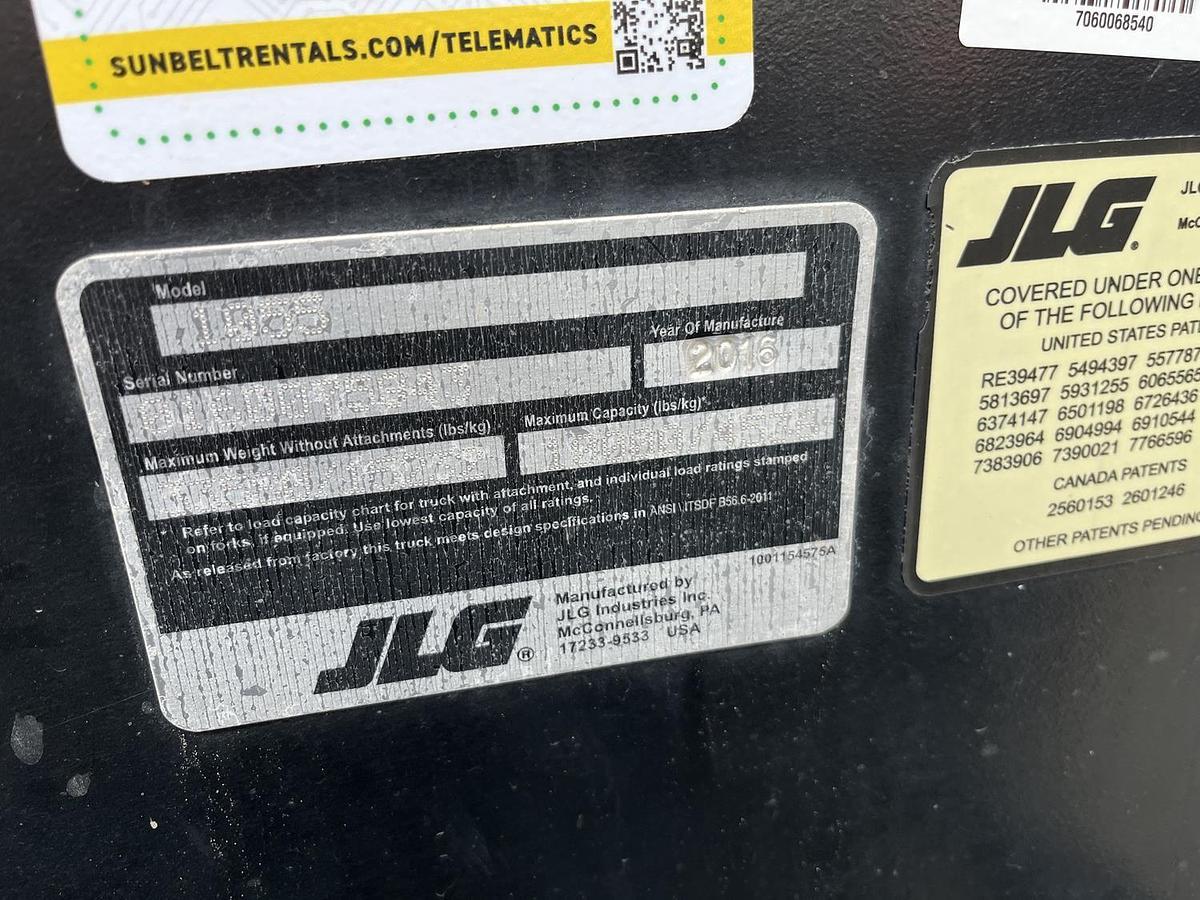 SUNBELTRENTALS.COM/TELEMATICS
7060068540
Model
Year Of Manufacture
2016
Serial Number
Maximum Weight Without Attachments (lbs/kg)
Maximum Capacity (lbs/kg)*
* Refer to load capacity chart for truck with attachment, and individual load ratings stamped
on forks, if equipped. Use lowest capacity of all ratings.
As released from factory this truck meets design specifications in ANSI \ ITSDF B56.6-2011
1001154575A
JLG®
Manufactured by
JLG Industries Inc.
McConnellsburg, PA
17233-9533 USA
JLG®
COVERED UNDER ONE
OF THE FOLLOWING
UNITED STATES
RE39477 5494397
5813697 5931255 6065565
6374147 6501198 6726436
6823964 6904994 6910544
7383906 7390021 7766596
CANADA PATENTS
2560153 2601246
OTHER PATENTS PENDING